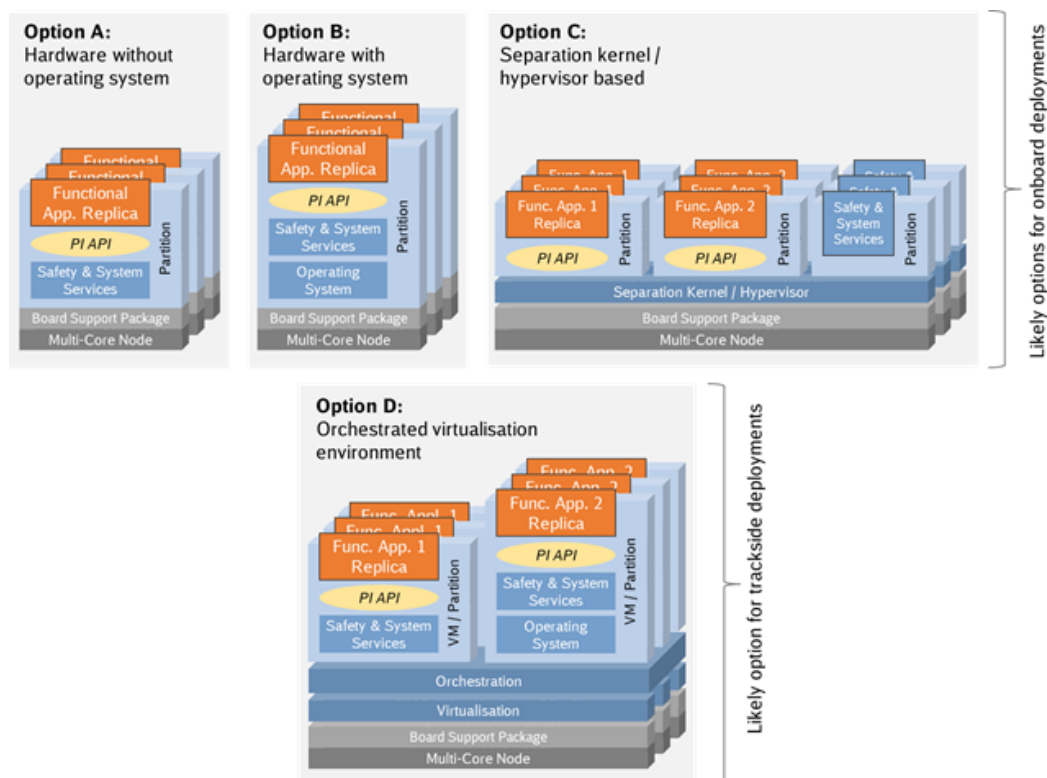 Option A:
Hardware without
operating system
Functional
Functional
Functional
App. Replica
PI API
Safety & System
Services
Partition
Board Support Package
Multi-Core Node
Option B:
Hardware with
operating system
Functional
Functional
Functional
App. Replica
PI API
Safety & System
Services
Operating
System
Partition
Board Support Package
Multi-Core Node
Option C:
Separation kernel /
hypervisor based
Func. App. 1
Func. App. 1
Func. App. 1
Replica
PI API
Partition
Func. App. 2
Func. App. 2
Func. App. 2
Replica
PI API
Partition
Safety &
Safety &
Safety &
System
Services
Partition
Separation Kernel / Hypervisor
Board Support Package
Multi-Core Node
Likely options for onboard deployments
Option D:
Orchestrated virtualisation
environment
Func. Appl. 1
Func. Appl. 1
Func. App. 1
Replica
PI API
Safety & System
Services
VM / Partition
Func. App. 2
Func. App. 2
Func. App. 2
Replica
PI API
Safety & System
Services
Operating
System
VM / Partition
Orchestration
Virtualisation
Board Support Package
Multi-Core Node
Likely option for trackside deployments